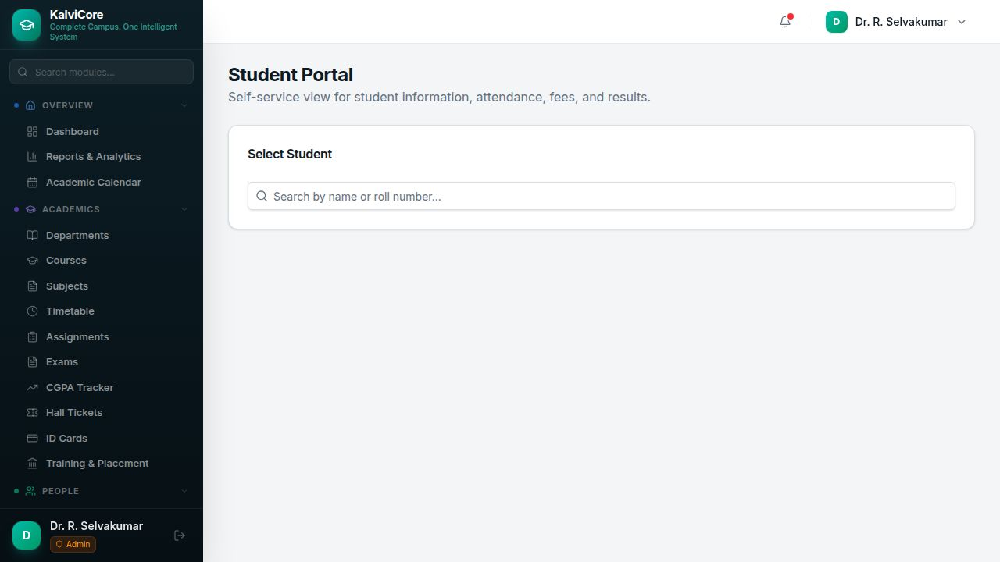 KalviCore
Complete Campus. One Intelligent
System
Search modules...
OVERVIEW
Dashboard
Reports & Analytics
Academic Calendar
ACADEMICS
Departments
Courses
Subjects
Timetable
Assignments
Exams
CGPA Tracker
Hall Tickets
ID Cards
Training & Placement
PEOPLE
D
Dr. R. Selvakumar
Admin
D
Dr. R. Selvakumar
Student Portal
Self-service view for student information, attendance, fees, and results.
Select Student
Search by name or roll number...